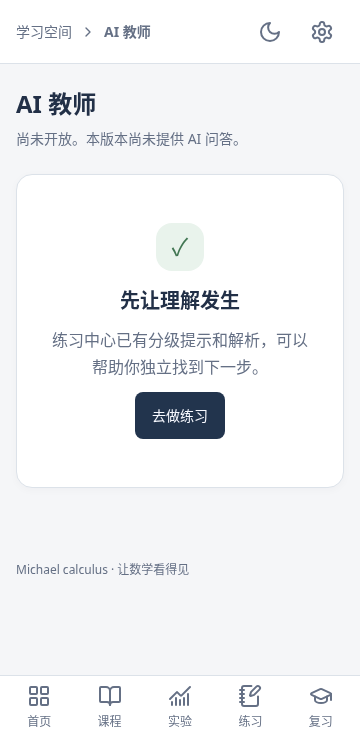 学习空间 > AI 教师
AI 教师
尚未开放。本版本尚未提供 AI 问答。
✓
先让理解发生
练习中心已有分级提示和解析，可以
帮助你独立找到下一步。
去做练习
Michael calculus · 让数学看得见
首页 课程 实验 练习 复习